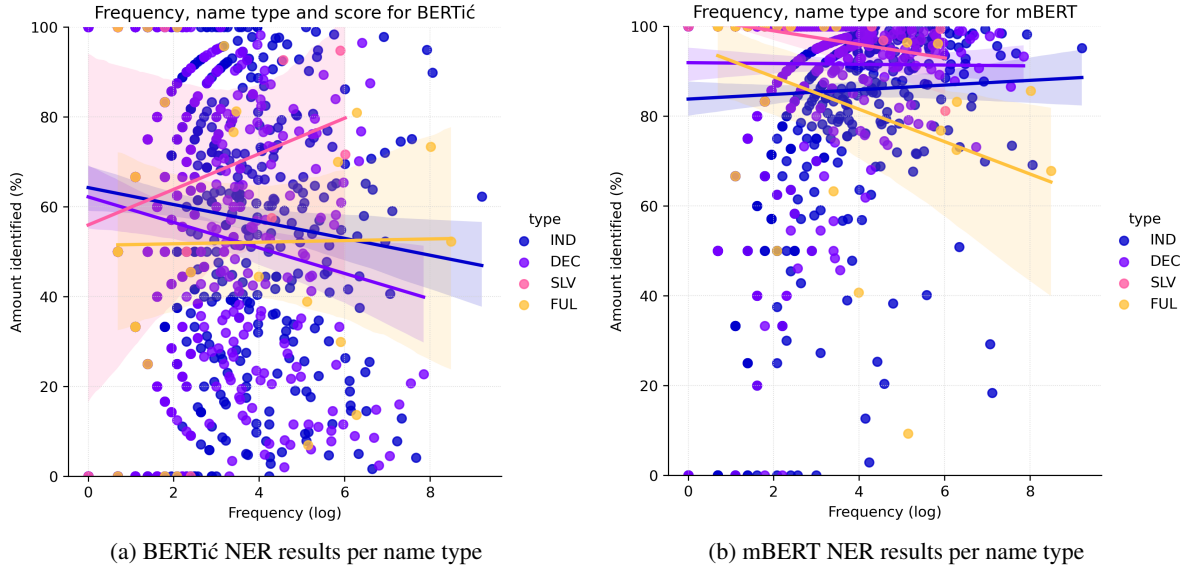 Frequency, name type and score for BERTić
100
80
60
40
20
0
Amount identified (%)
0 2 4 6 8
Frequency (log)
type
IND
DEC
SLV
FUL
(a) BERTić NER results per name type
Frequency, name type and score for mBERT
100
80
60
40
20
0
Amount identified (%)
0 2 4 6 8
Frequency (log)
type
IND
DEC
SLV
FUL
(b) mBERT NER results per name type